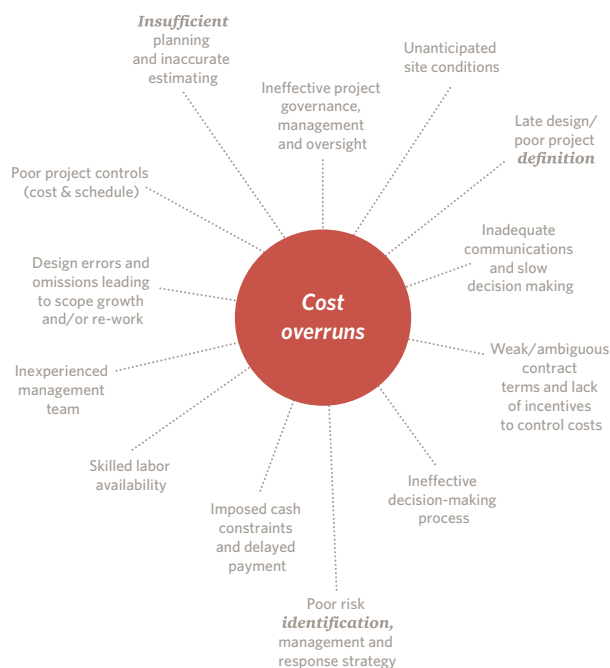 Insufficient
planning
and inaccurate
estimating
Ineffective project
governance,
management
and oversight
Unanticipated
site conditions
Late design/
poor project
definition
Inadequate
communications
and slow
decision making
Weak/ambiguous
contract
terms and lack
of incentives
to control costs
Ineffective
decision-making
process
Poor risk
identification,
management and
response strategy
Imposed cash
constraints
and delayed
payment
Skilled labor
availability
Inexperienced
management
team
Design errors and
omissions leading
to scope growth
and/or re-work
Poor project controls
(cost & schedule)
Cost
overruns